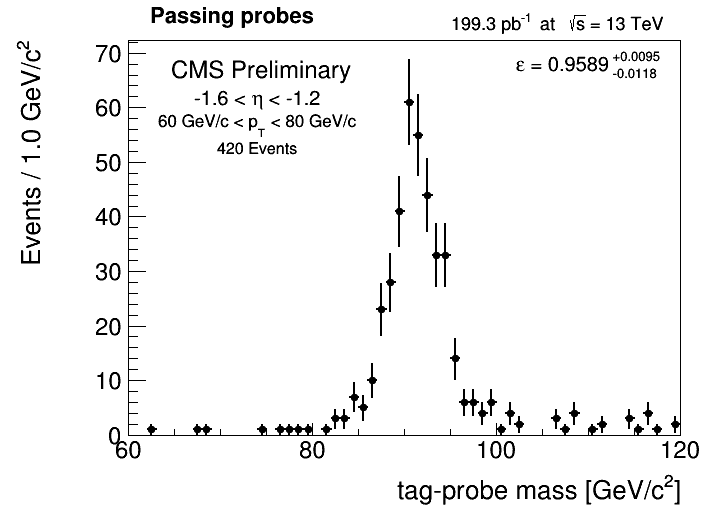 Passing probes
199.3 pb⁻¹ at √s = 13 TeV
CMS Preliminary
ε = 0.9589 +0.0095 -0.0118
-1.6 < η < -1.2
60 GeV/c < p_T < 80 GeV/c
420 Events
Events / 1.0 GeV/c²
70
60
50
40
30
20
10
0
60
80
100
120
tag-probe mass [GeV/c²]